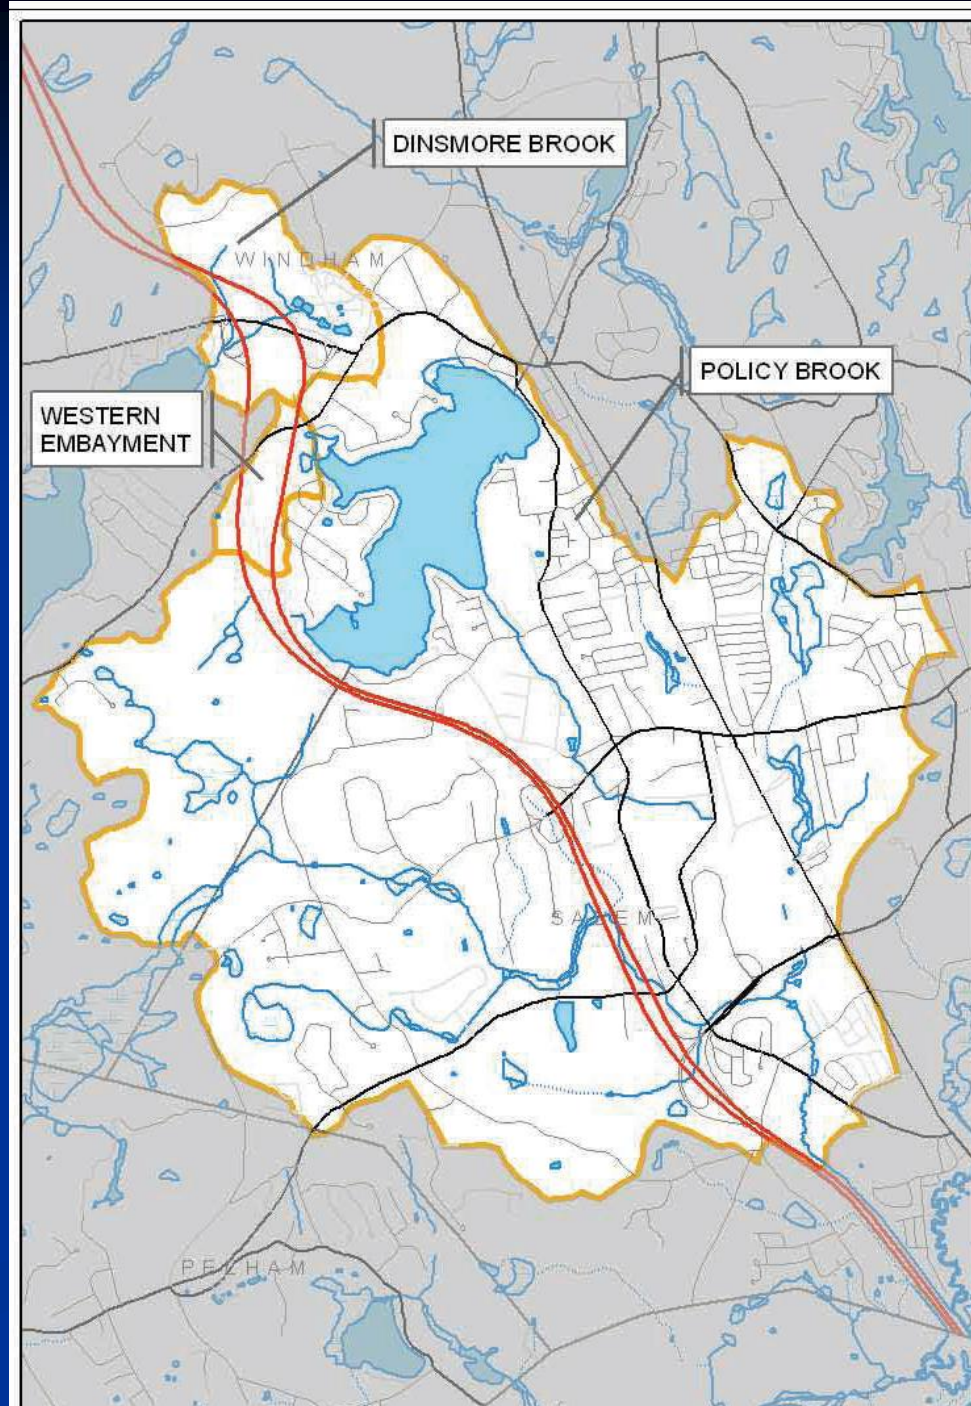 DINSMORE BROOK
WINDHAM
POLICY BROOK
WESTERN
EMBAYMENT
SALEM
PELHAM